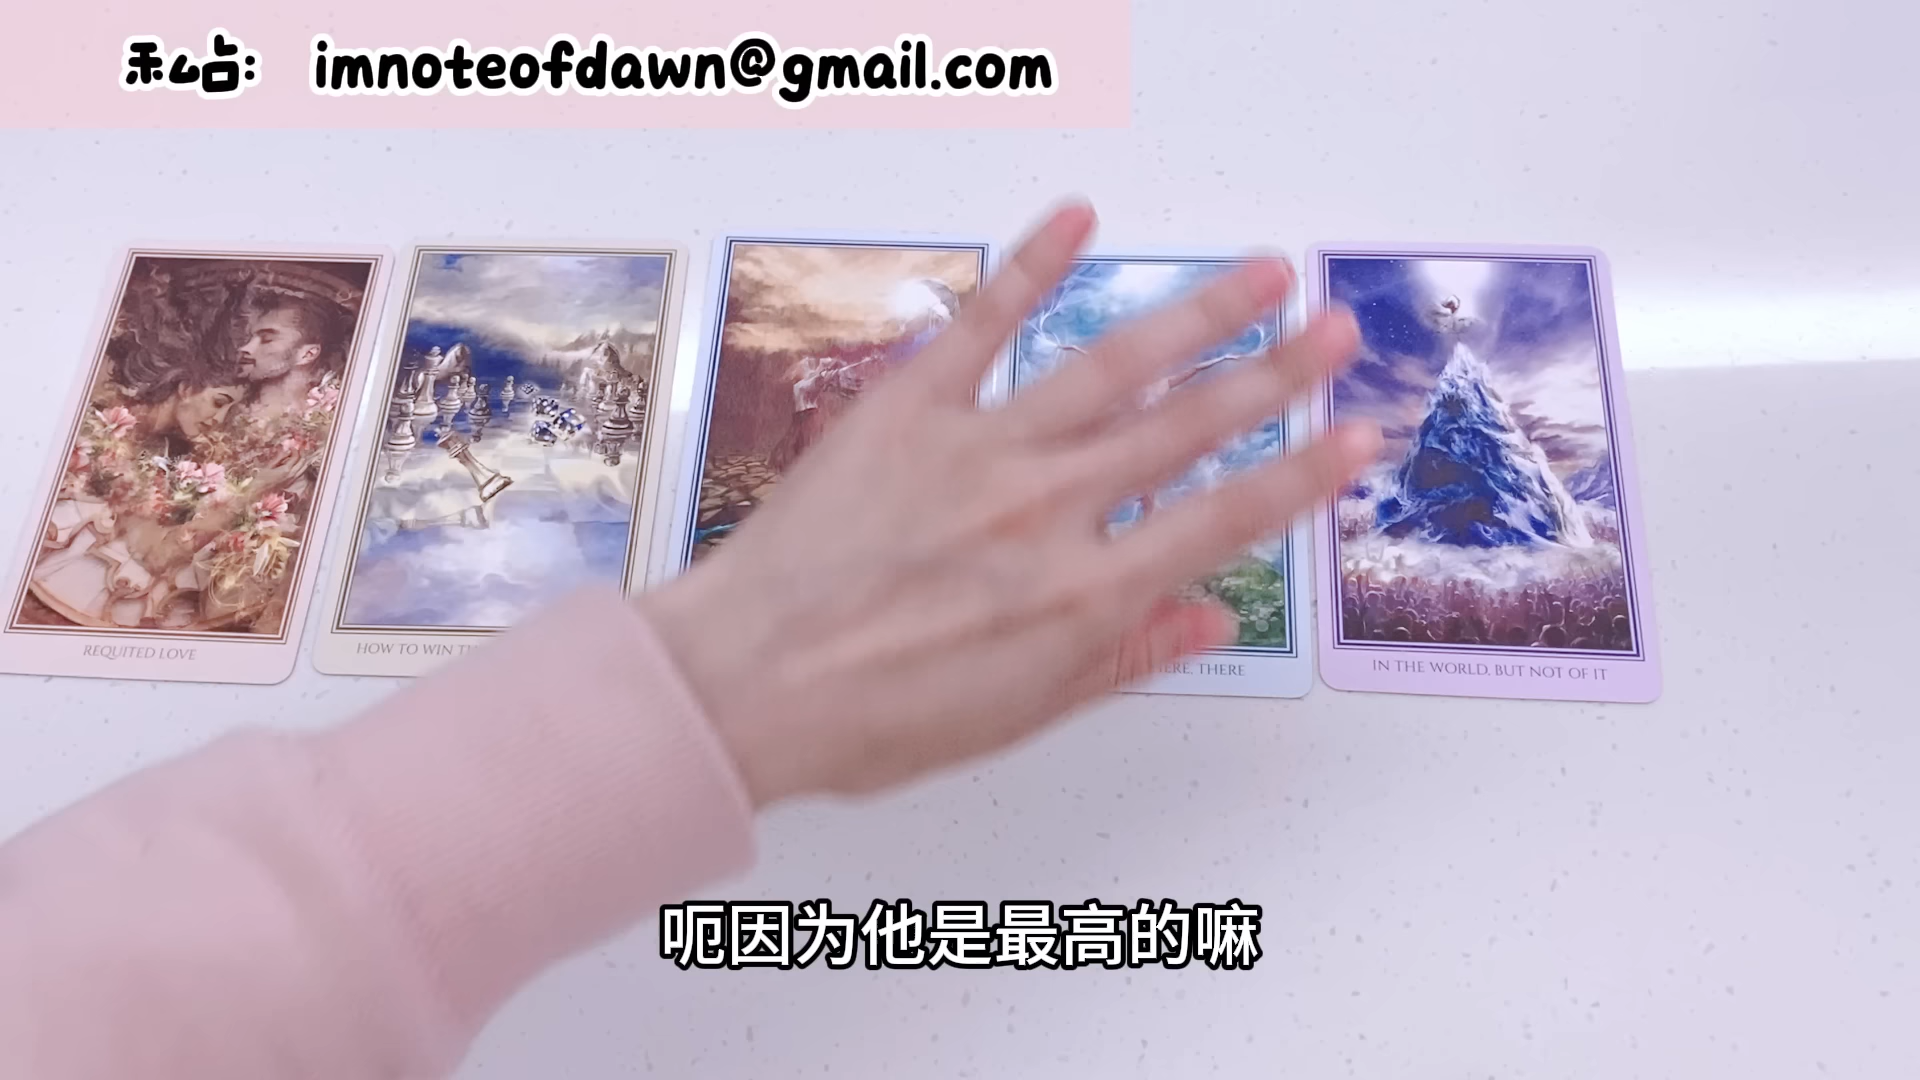 私占： imnoteofdawn@gmail.com
REQUITED LOVE
HOW TO WIN
HERE, THERE
IN THE WORLD, BUT NOT OF IT
呃因为他是最高的嘛